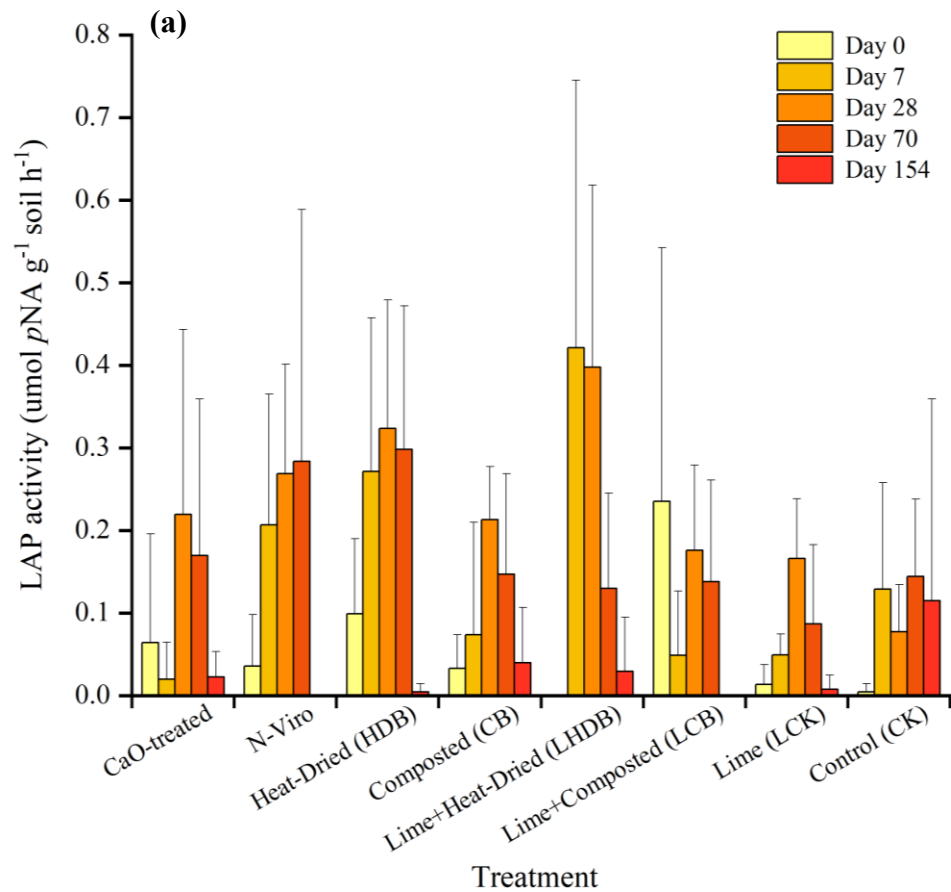 (a)
Day 0
Day 7
Day 28
Day 70
Day 154
LAP activity (umol pNA g⁻¹ soil h⁻¹)
0.8
0.7
0.6
0.5
0.4
0.3
0.2
0.1
0.0
CaO-treated
N-Viro
Heat-Dried (HDB)
Composted (CB)
Lime+Heat-Dried (LHDB)
Lime+Composted (LCB)
Lime (LCK)
Control (CK)
Treatment